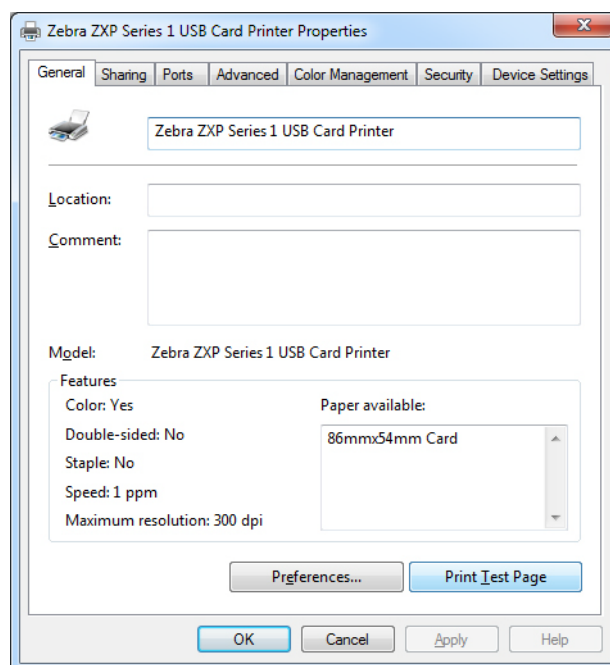 Zebra ZXP Series 1 USB Card Printer Properties
General Sharing Ports Advanced Color Management Security Device Settings
Zebra ZXP Series 1 USB Card Printer
Location:
Comment:
Model: Zebra ZXP Series 1 USB Card Printer
Features
Color: Yes Paper available:
Double-sided: No 86mmx54mm Card
Staple: No
Speed: 1 ppm
Maximum resolution: 300 dpi
Preferences... Print Test Page
OK Cancel Apply Help